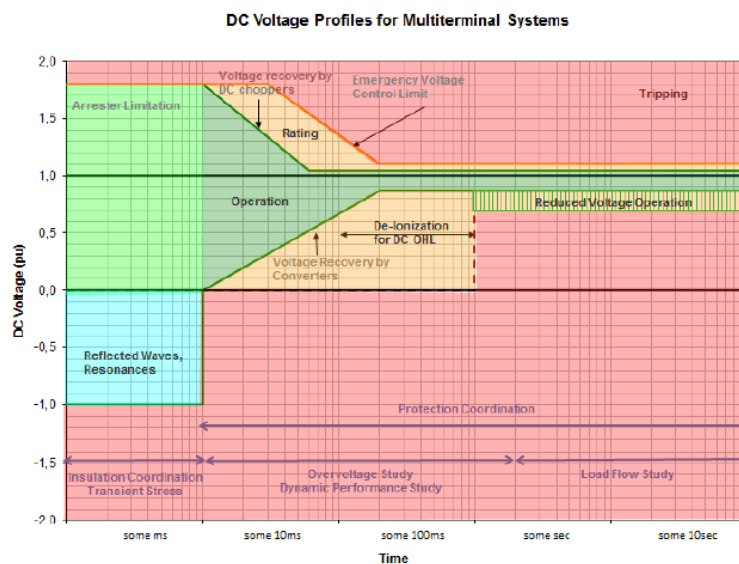 DC Voltage Profiles for Multiterminal Systems
2,0
1,5
1,0
0,5
0,0
-0,5
-1,0
-1,5
-2,0
DC Voltage (pu)
Arrester Limitation
Voltage recovery by
DC choppers
Emergency Voltage
Control Limit
Tripping
Rating
Operation
Reduced Voltage Operation
De-Ionization
for DC OHL
Voltage Recovery by
Converters
Reflected Waves,
Resonances
Protection Coordination
Insulation Coordination
Transient Stress
Overvoltage Study
Dynamic Performance Study
Load Flow Study
some ms
some 10ms
some 100ms
some sec
some 10sec
Time